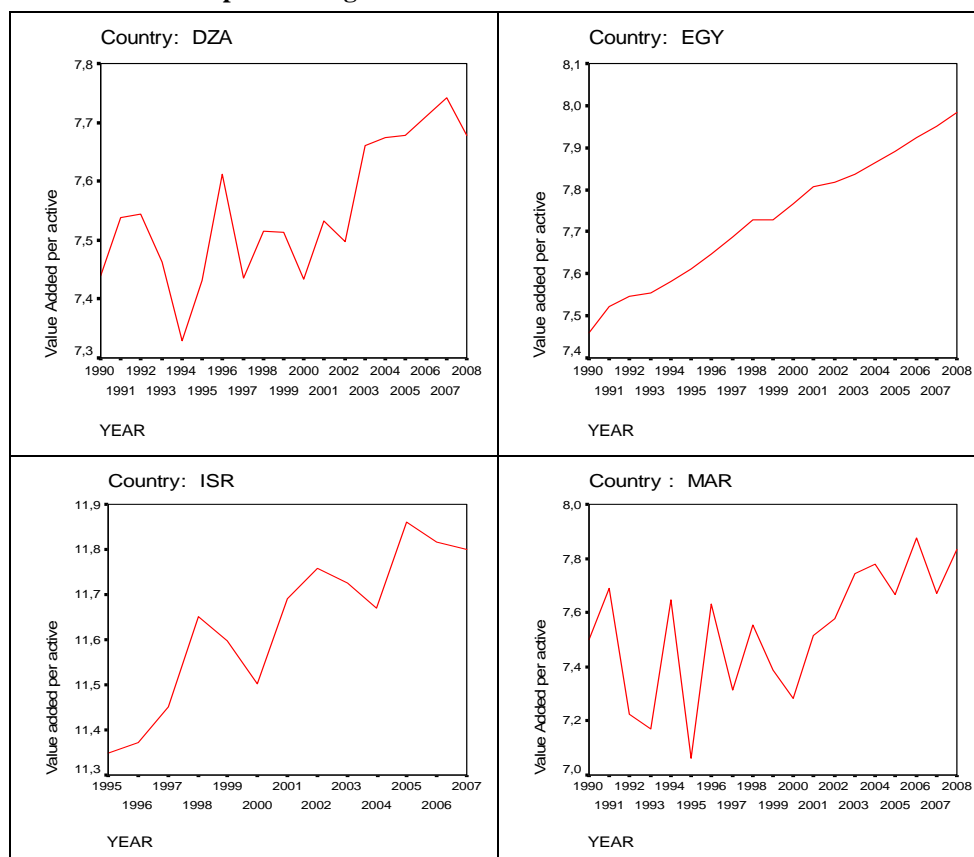 Country: DZA
Value Added per active
7,8
7,7
7,6
7,5
7,4
7,3
1990 1992 1994 1996 1998 2000 2002 2004 2006 2008
1991 1993 1995 1997 1999 2001 2003 2005 2007
YEAR
Country: EGY
Value added per active
8,1
8,0
7,9
7,8
7,7
7,6
7,5
7,4
1990 1992 1994 1996 1998 2000 2002 2004 2006 2008
1991 1993 1995 1997 1999 2001 2003 2005 2007
YEAR
Country: ISR
Value added per active
11,9
11,8
11,7
11,6
11,5
11,4
11,3
1995 1997 1999 2001 2003 2005 2007
1996 1998 2000 2002 2004 2006
YEAR
Country : MAR
Value Added per active
8,0
7,8
7,6
7,4
7,2
7,0
1990 1992 1994 1996 1998 2000 2002 2004 2006 2008
1991 1993 1995 1997 1999 2001 2003 2005 2007
YEAR